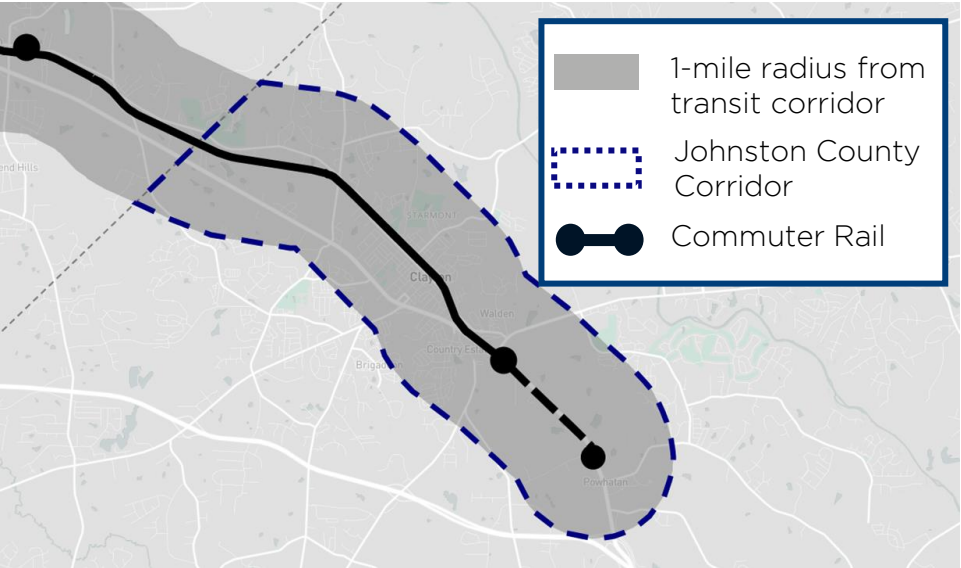 1-mile radius from
transit corridor
Johnston County
Corridor
Commuter Rail
end Hills
STARMONT
Clayton
Walden
Country Est
Brigadoon
Powhatan